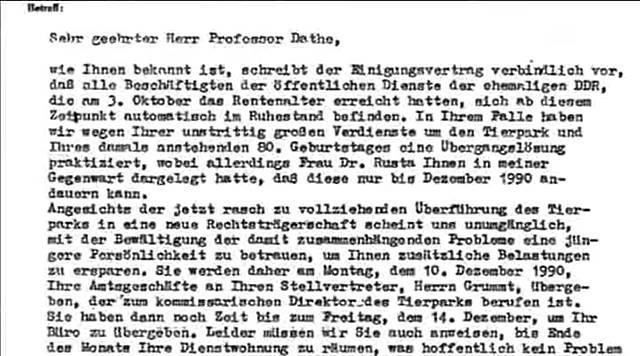 Betreff:
Sehr geehrter Herr Professor Dathe,
wie Ihnen bekannt ist, schreibt der Einigungsvertrag verbindlich vor,
daß alle Beschäftigten der öffentlichen Dienste der ehemaligen DDR,
die am 3. Oktober das Rentenalter erreicht hatten, sich ab diesem
Zeitpunkt automatisch im Ruhestand befinden. In Ihrem Falle haben
wir wegen Ihrer unstrittig großen Verdienste um den Tierpark und
Ihres damals anstehenden 80. Geburtstages eine Übergangslösung
praktiziert, wobei allerdings Frau Dr. Rusta Ihnen in meiner
Gegenwart dargelegt hatte, daß diese nur bis Dezember 1990 an-
dauern kann.
Angesichts der jetzt rasch zu vollziehenden Überführung des Tier-
parks in eine neue Rechtsträgerschaft scheint uns unumgänglich,
mit der Bewältigung der damit zusammenhängenden Probleme eine jün-
gere Persönlichkeit zu betrauen, um Ihnen zusätzliche Belastungen
zu ersparen. Sie werden daher am Montag, dem 10. Dezember 1990,
Ihre Amtsgeschäfte an Ihren Stellvertreter, Herrn Grummt, überge-
ben, der zum kommissarischen Direktor des Tierparks berufen ist.
Sie haben dann noch Zeit bis zum Freitag, dem 14. Dezember, um Ihr
Büro zu übergeben. Leider müssen wir Sie auch anweisen, bis Ende
des Monats Ihre Dienstwohnung zu räumen, was hoffentlich kein Problem